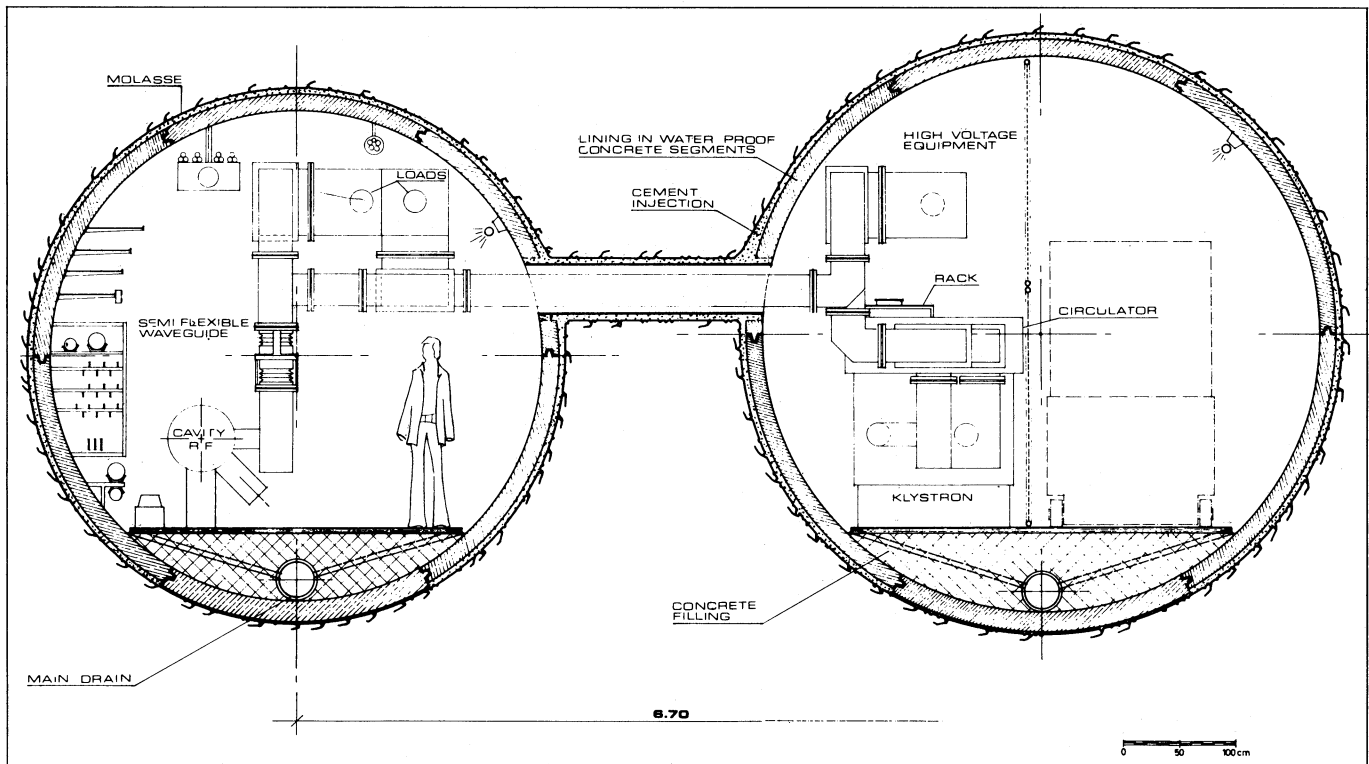 MOLASSE
LINING IN WATER PROOF
CONCRETE SEGMENTS
HIGH VOLTAGE
EQUIPMENT
LOADS
CEMENT
INJECTION
RACK
CIRCULATOR
SEMI FLEXIBLE
WAVEGUIDE
CAVITY
RF
KLYSTRON
CONCRETE
FILLING
MAIN DRAIN
6.70
0 50 100cm